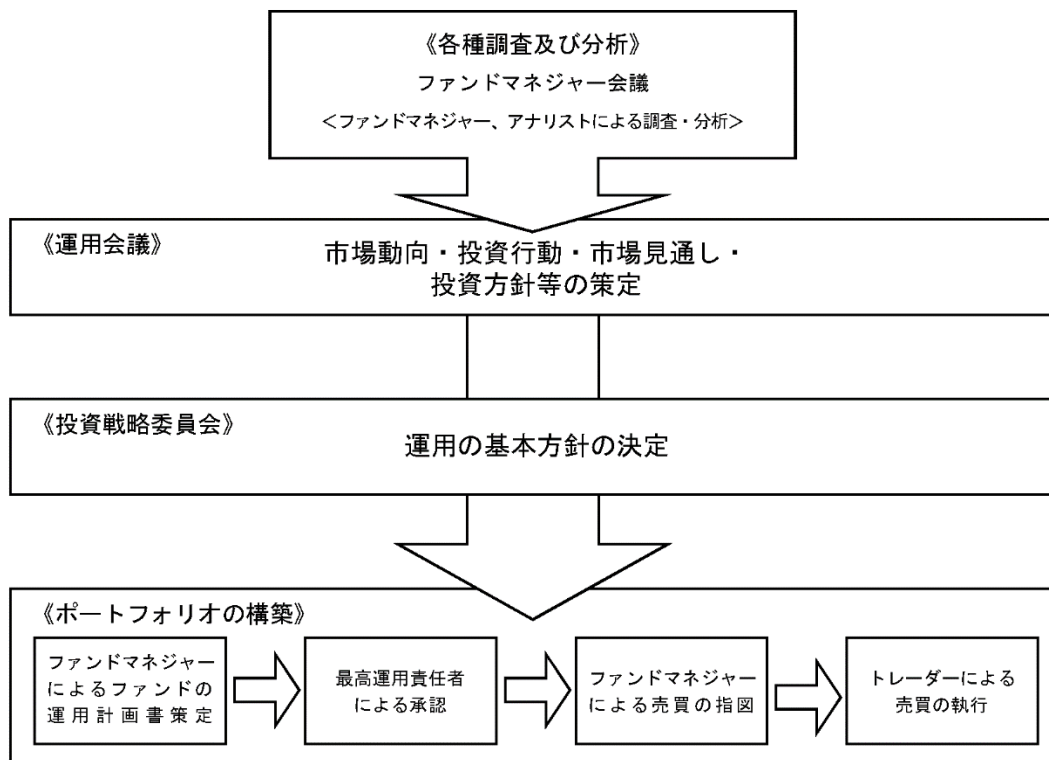 《各種調査及び分析》
ファンドマネジャー会議
＜ファンドマネジャー、アナリストによる調査・分析＞
《運用会議》
市場動向・投資行動・市場見通し・
投資方針等の策定
《投資戦略委員会》
運用の基本方針の決定
《ポートフォリオの構築》
ファンドマネジャー
によるファンドの
運用計画書策定
最高運用責任者
による承認
ファンドマネジャー
による売買の指図
トレーダーによる
売買の執行